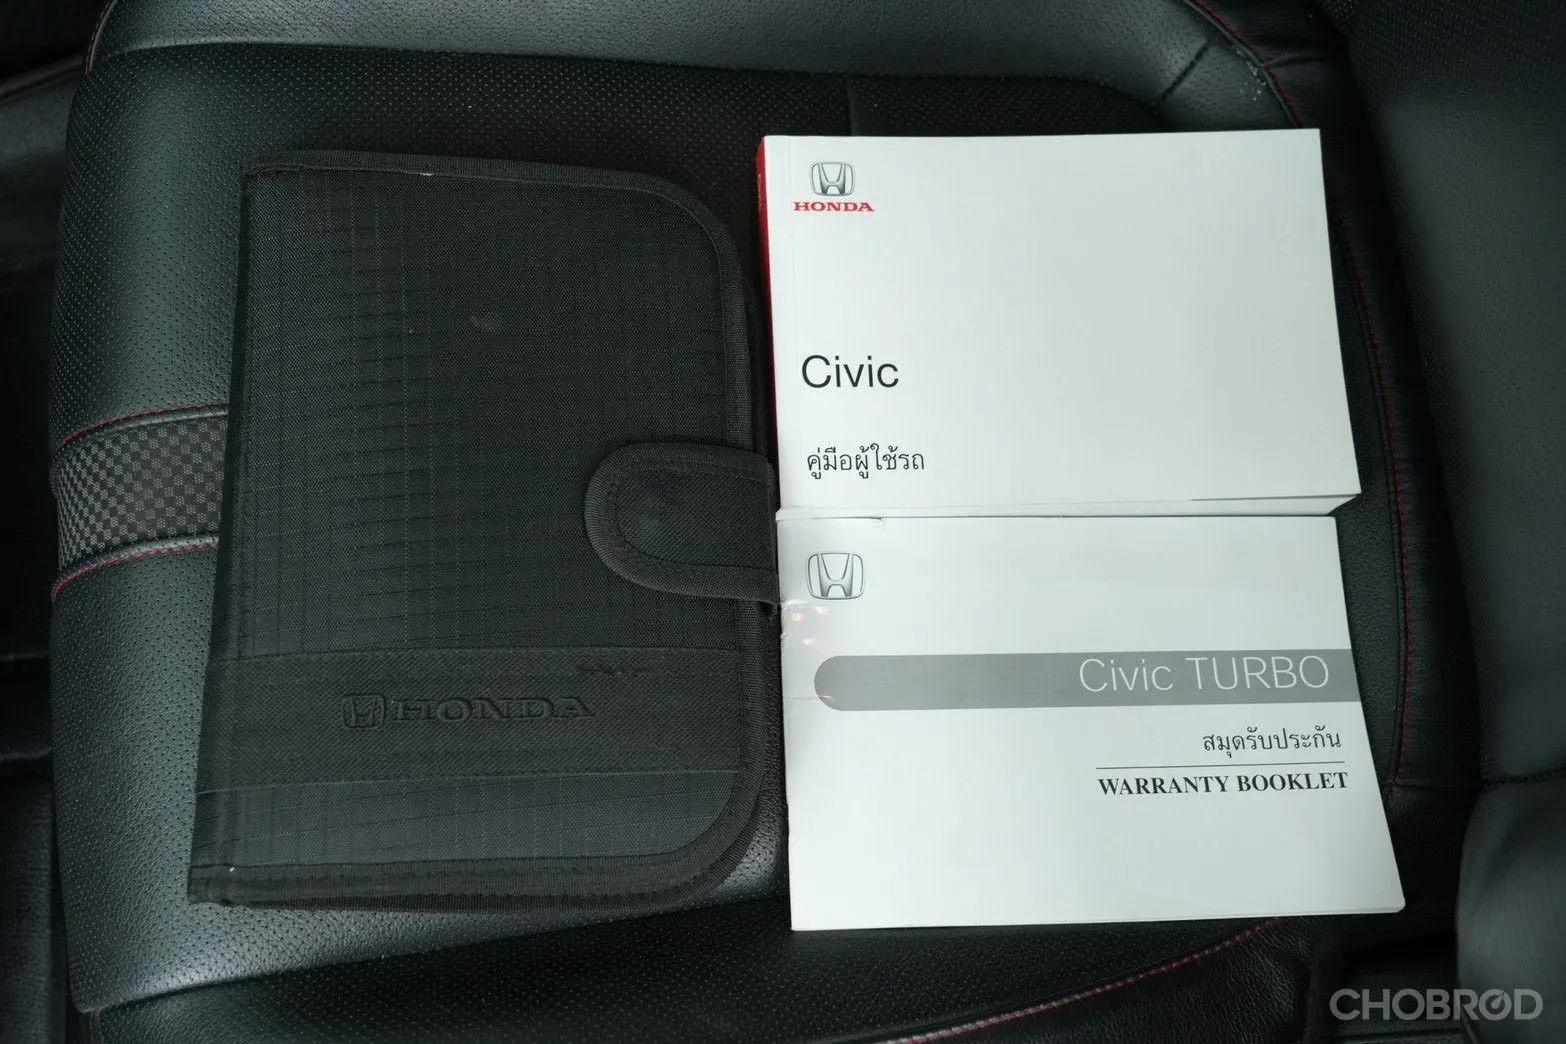 HONDA
HONDA
Civic
คู่มือผู้ใช้รถ
Civic TURBO
สมุดรับประกัน
WARRANTY BOOKLET
CHOBROD